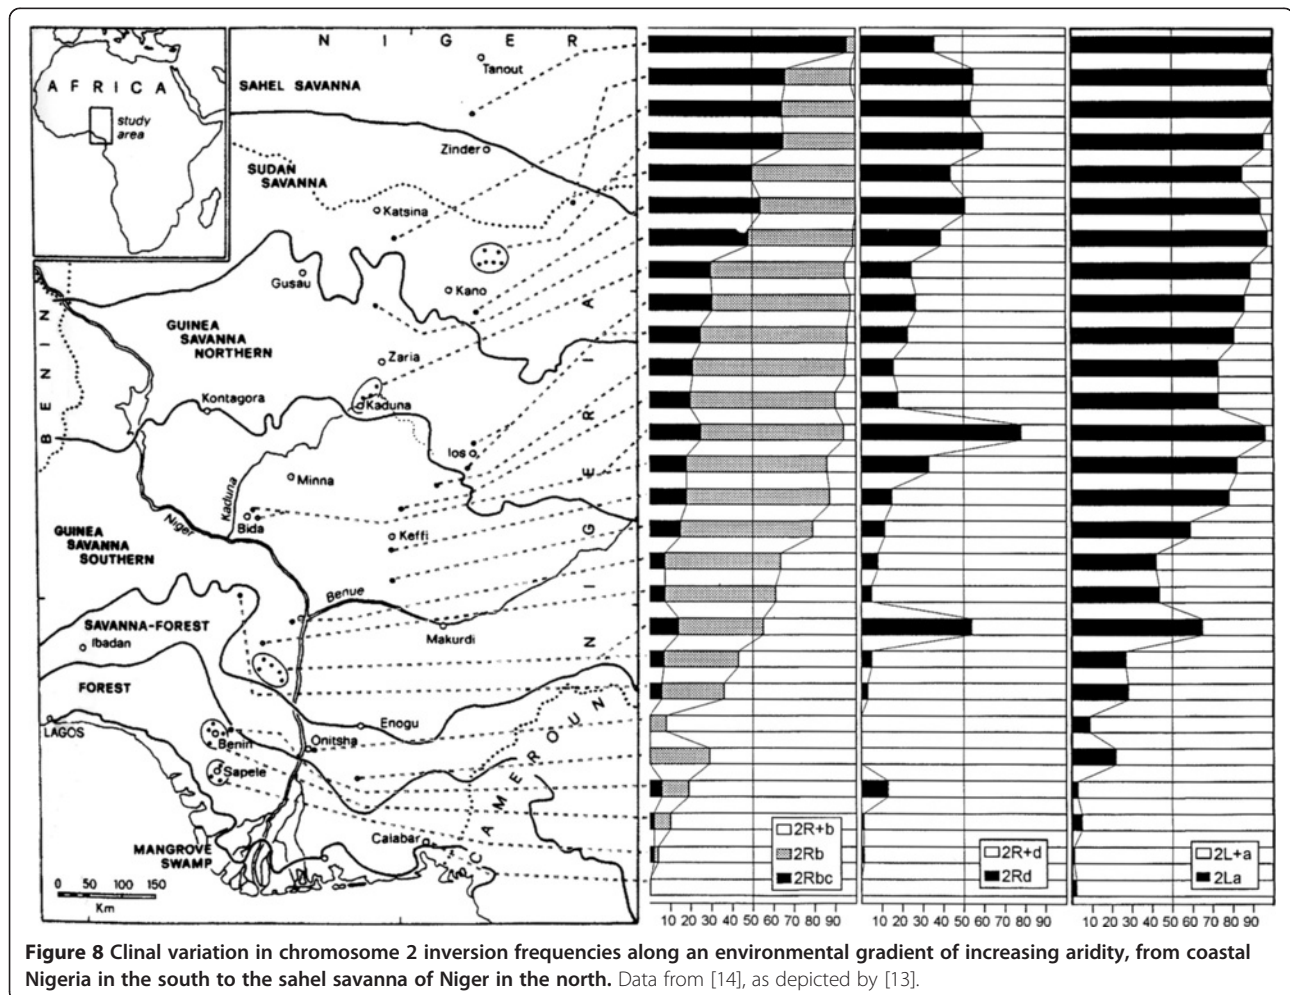 AFRICA
study
area
NIGER
Tanout
SAHEL SAVANNA
Zinder
SUDAN
SAVANNA
Katsina
Gusau
Kano
BENIN
GUINEA
SAVANNA
NORTHERN
Zaria
Kontagora
Kaduna
Jos
Minna
Kaduna
Bida
Niger
Keffi
GUINEA
SAVANNA
SOUTHERN
NIGERIA
Benue
Makurdi
SAVANNA-FOREST
Ibadan
FOREST
LAGOS
Enogu
Benin
Onitsha
Sapele
CAMEROUN
Calabar
MANGROVE
SWAMP
0 50 100 150
Km
2R+b
2Rb
2Rbc
2R+d
2Rd
2L+a
2La
10 20 30 40 50 60 70 80 90
10 20 30 40 50 60 70 80 90
10 20 30 40 50 60 70 80 90
Figure 8 Clinal variation in chromosome 2 inversion frequencies along an environmental gradient of increasing aridity, from coastal
Nigeria in the south to the sahel savanna of Niger in the north. Data from [14], as depicted by [13].